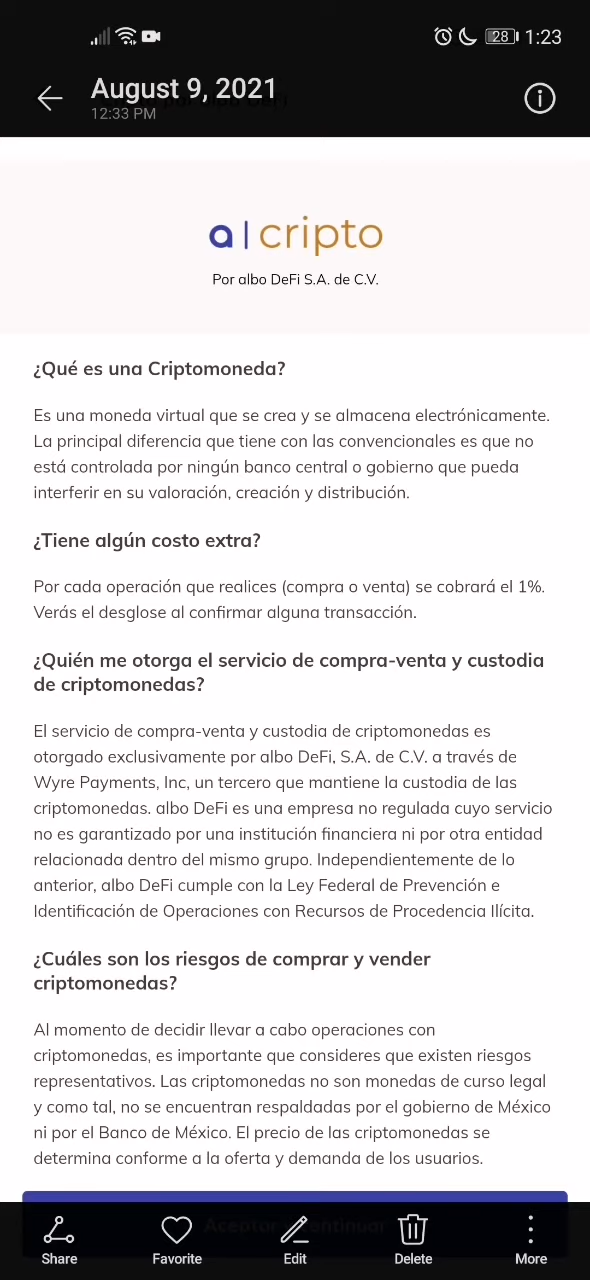 28 1:23
August 9, 2021
12:33 PM
a | cripto
Por albo DeFi S.A. de C.V.
¿Qué es una Criptomoneda?
Es una moneda virtual que se crea y se almacena electrónicamente.
La principal diferencia que tiene con las convencionales es que no
está controlada por ningún banco central o gobierno que pueda
interferir en su valoración, creación y distribución.
¿Tiene algún costo extra?
Por cada operación que realices (compra o venta) se cobrará el 1%.
Verás el desglose al confirmar alguna transacción.
¿Quién me otorga el servicio de compra-venta y custodia
de criptomonedas?
El servicio de compra-venta y custodia de criptomonedas es
otorgado exclusivamente por albo DeFi, S.A. de C.V. a través de
Wyre Payments, Inc, un tercero que mantiene la custodia de las
criptomonedas. albo DeFi es una empresa no regulada cuyo servicio
no es garantizado por una institución financiera ni por otra entidad
relacionada dentro del mismo grupo. Independientemente de lo
anterior, albo DeFi cumple con la Ley Federal de Prevención e
Identificación de Operaciones con Recursos de Procedencia Ilícita.
¿Cuáles son los riesgos de comprar y vender
criptomonedas?
Al momento de decidir llevar a cabo operaciones con
criptomonedas, es importante que consideres que existen riesgos
representativos. Las criptomonedas no son monedas de curso legal
y como tal, no se encuentran respaldadas por el gobierno de México
ni por el Banco de México. El precio de las criptomonedas se
determina conforme a la oferta y demanda de los usuarios.
Share Favorite Edit Delete More